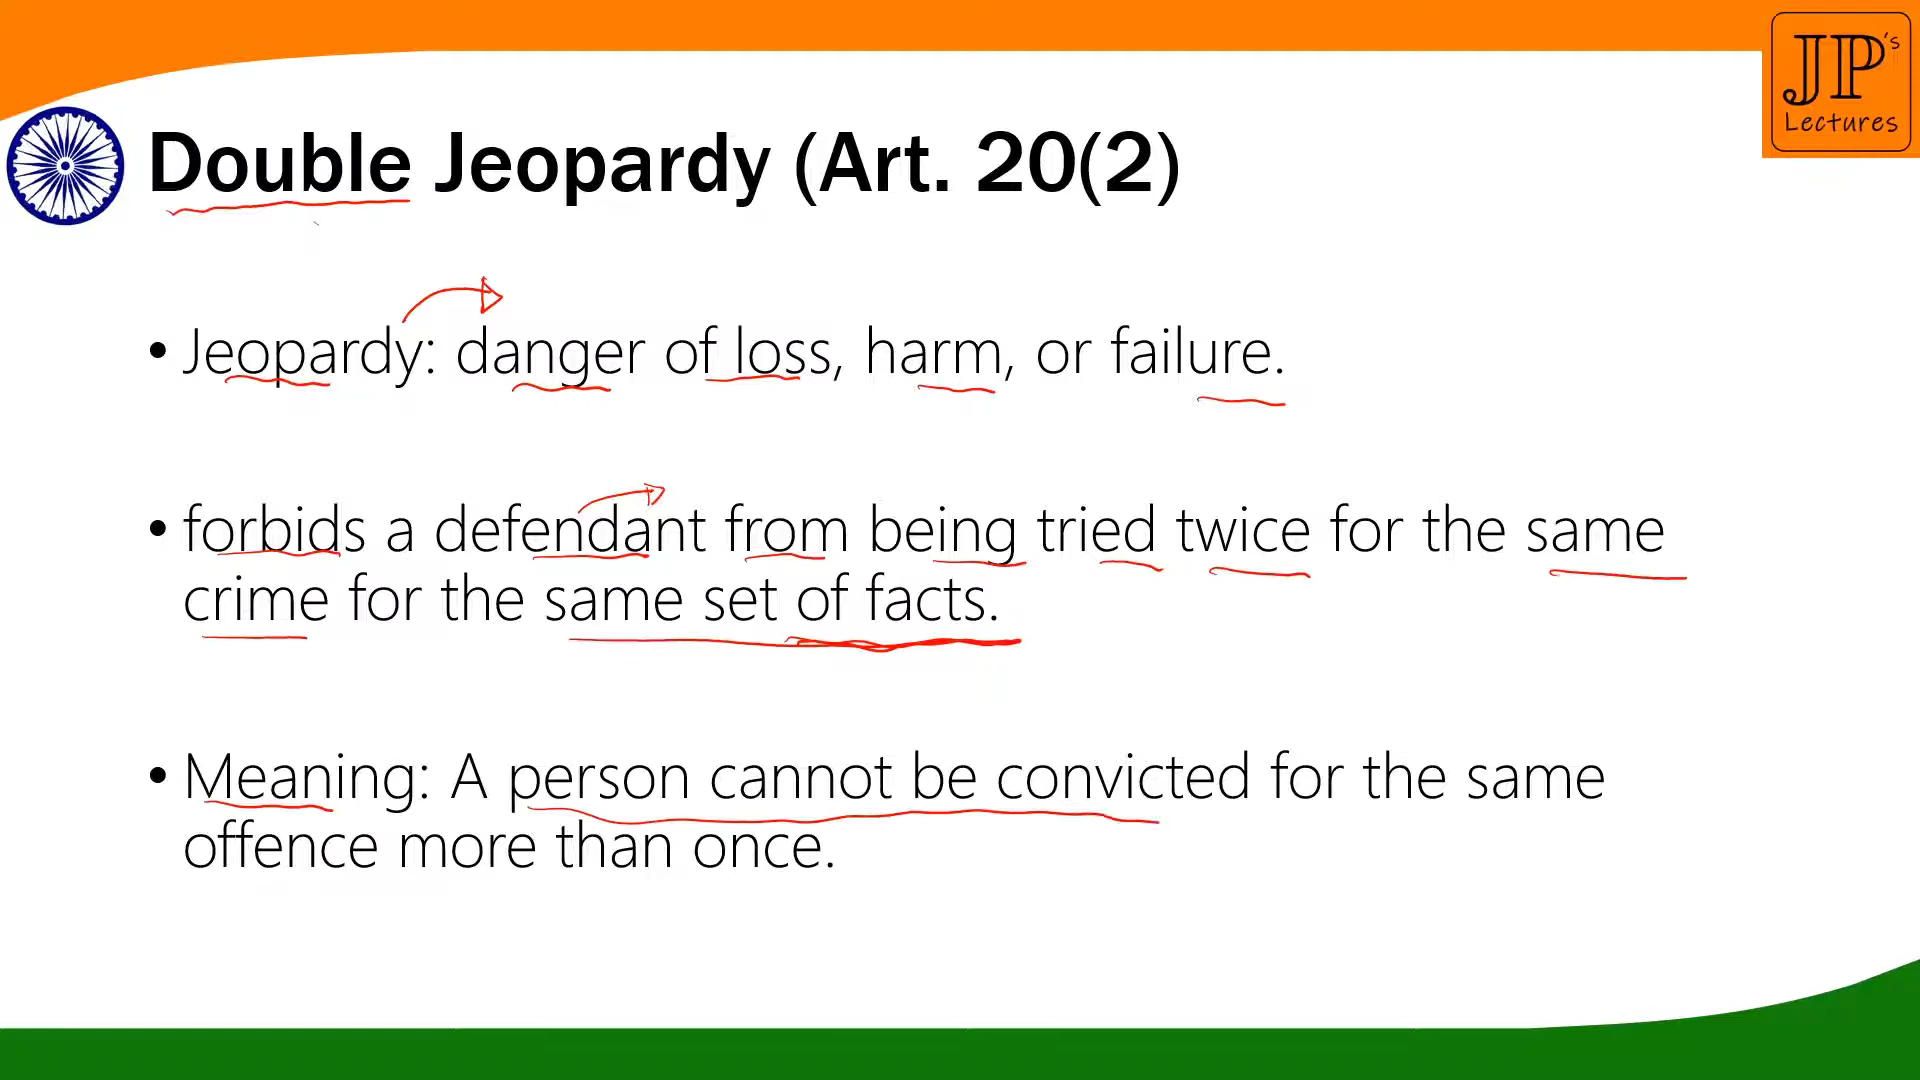 JP's
Lectures
Double Jeopardy (Art. 20(2)
• Jeopardy: danger of loss, harm, or failure.
• forbids a defendant from being tried twice for the same
crime for the same set of facts.
• Meaning: A person cannot be convicted for the same
offence more than once.